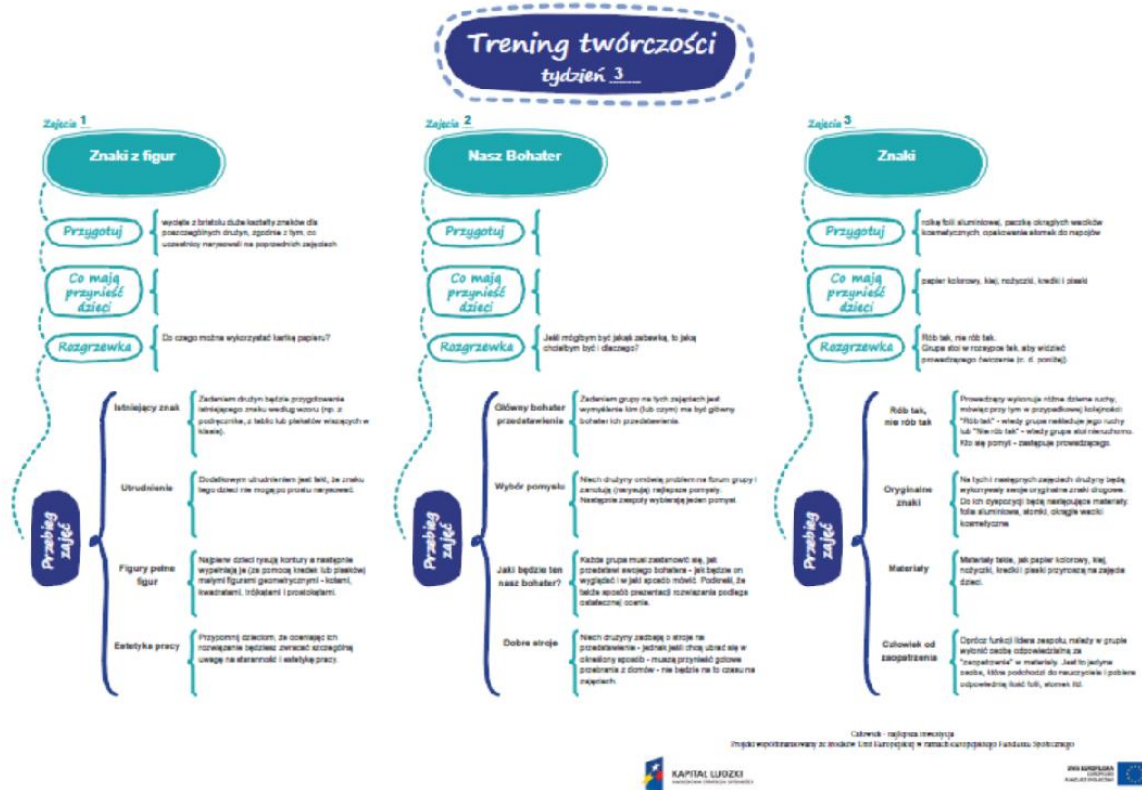 Trening twórczości
tydzień 3
Zajęcia 1
Znaki z figur
Przygotuj
wycięte z bristolu duże kształty znaków dla
poszczególnych drużyn, zgodnie z tym, co
uczestnicy narysowali na poprzednich zajęciach
Co mają
przynieść
dzieci
Rozgrzewka
Do czego można wykorzystać kartkę papieru?
Przebieg
zajęć
Istniejący znak
Zadaniem drużyn będzie przygotowanie
istniejącego znaku według wzoru (np. z
podręcznika, z tablic lub plakatów wiszących w
klasie).
Utrudnienie
Dodatkowym utrudnieniem jest fakt, że znaku
tego dzieci nie mogą po prostu narysować.
Figury pełne
figur
Najpierw dzieci rysują kontury a następnie
wypełniają je (za pomocą kredek lub pisaków)
małymi figurami geometrycznymi - kołami,
kwadratami, trójkątami i prostokątami.
Estetyka pracy
Przypomnij dzieciom, że oceniając ich
rozwiązanie będziesz zwracać szczególną
uwagę na staranność i estetykę pracy.
Zajęcia 2
Nasz Bohater
Przygotuj
Co mają
przynieść
dzieci
Rozgrzewka
Jeśli mógłbym być jakąś zabawką, to jaką
chciałbym być i dlaczego?
Przebieg
zajęć
Główny bohater
przedstawienia
Zadaniem grupy na tych zajęciach jest
wymyślenie kim (lub czym) ma być główny
bohater ich przedstawienia.
Wybór pomysłu
Niech drużyny omówią problem na forum grupy i
zanotują (narysują) najlepsze pomysły.
Następnie zespoły wybierają jeden pomysł.
Jaki będzie ten
nasz bohater?
Każda grupa musi zastanowić się, jak
przedstawi swojego bohatera - jak będzie on
wyglądać i w jaki sposób mówić. Podkreśl, że
także sposób prezentacji rozwiązania podlega
ostatecznej ocenie.
Dobre stroje
Niech drużyny zadbają o stroje na
przedstawienie - jednak jeśli chcą ubrać się w
określony sposób - muszą przynieść gotowe
przebrania z domów - nie będzie na to czasu na
zajęciach.
Zajęcia 3
Znaki
Przygotuj
rolka folii aluminiowej, paczka okrągłych wacików
kosmetycznych, opakowanie słomek do napojów
Co mają
przynieść
dzieci
papier kolorowy, klej, nożyczki, kredki i pisaki
Rozgrzewka
Rób tak, nie rób tak.
Grupa stoi w rozsypce tak, aby widzieć
prowadzącego ćwiczenie (c. d. poniżej).
Przebieg
zajęć
Rób tak,
nie rób tak
Prowadzący wykonuje różne dziwne ruchy,
mówiąc przy tym w przypadkowej kolejności:
"Rób tak" - wtedy grupa naśladuje jego ruchy
lub "Nie rób tak" - wtedy grupa stoi nieruchomo.
Kto się pomyli - zastępuje prowadzącego.
Oryginalne
znaki
Na tych i następnych zajęciach drużyny będą
wykonywały swoje oryginalne znaki drogowe.
Do ich dyspozycji będą następujące materiały:
folia aluminiowa, słomki, okrągłe waciki
kosmetyczne.
Materiały
Materiały takie, jak papier kolorowy, klej,
nożyczki, kredki i pisaki przynoszą na zajęcia
dzieci.
Człowiek od
zaopatrzenia
Oprócz funkcji lidera zespołu, należy w grupie
wyłonić osobę odpowiedzialną za
"zaopatrzenia" w materiały. Jest to jedyna
osoba, która podchodzi do nauczyciela i pobiera
odpowiednią ilość folii, słomek itd.
Człowiek - najlepsza inwestycja
Projekt współfinansowany ze środków Unii Europejskiej w ramach Europejskiego Funduszu Społecznego
KAPITAŁ LUDZKI
NARODOWA STRATEGIA SPÓJNOŚCI
UNIA EUROPEJSKA
EUROPEJSKI
FUNDUSZ SPOŁECZNY